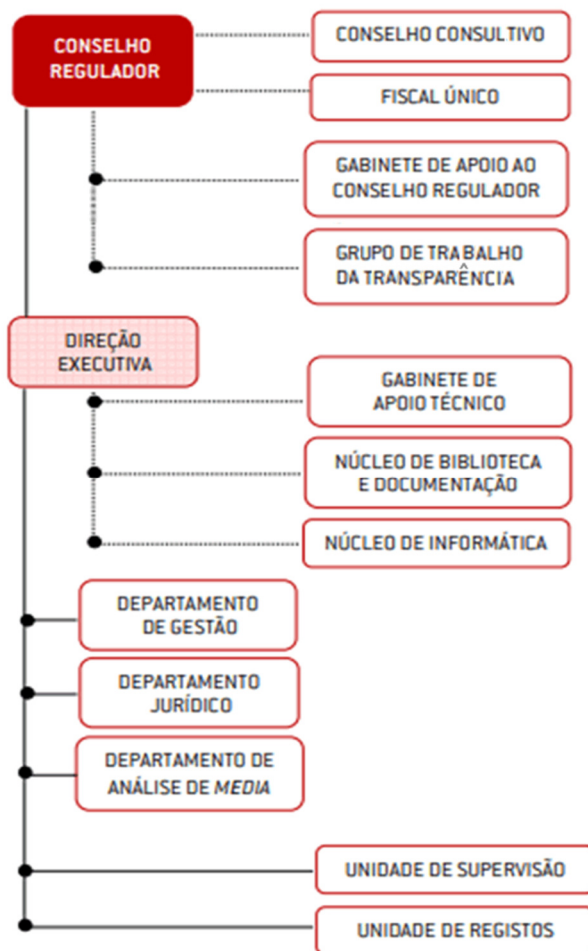 CONSELHO
REGULADOR
CONSELHO CONSULTIVO
FISCAL ÚNICO
GABINETE DE APOIO AO
CONSELHO REGULADOR
GRUPO DE TRABALHO
DA TRANSPARÊNCIA
DIREÇÃO
EXECUTIVA
GABINETE DE
APOIO TÉCNICO
NÚCLEO DE BIBLIOTECA
E DOCUMENTAÇÃO
NÚCLEO DE INFORMÁTICA
DEPARTAMENTO
DE GESTÃO
DEPARTAMENTO
JURÍDICO
DEPARTAMENTO DE
ANÁLISE DE MEDIA
UNIDADE DE SUPERVISÃO
UNIDADE DE REGISTOS